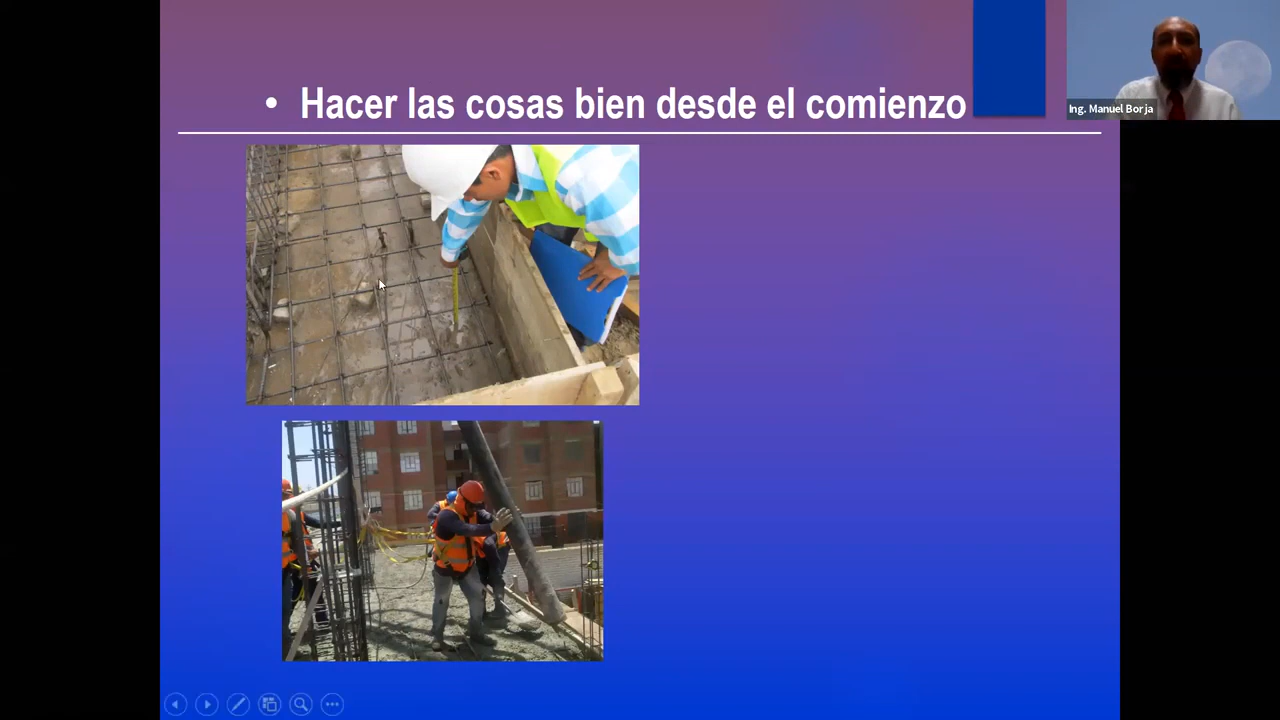 • Hacer las cosas bien desde el comienzo
Ing. Manuel Borja